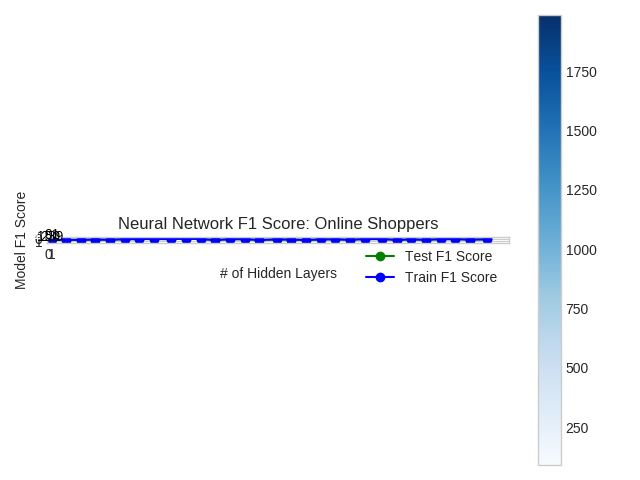 Neural Network F1 Score: Online Shoppers
Model F1 Score
0
1
# of Hidden Layers
Test F1 Score
Train F1 Score
1750
1500
1250
1000
750
500
250